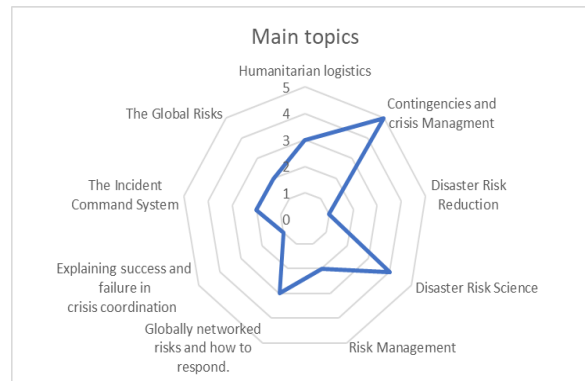 Main topics
Humanitarian logistics
5
4
3
2
1
0
Contingencies and
crisis Managment
Disaster Risk
Reduction
Disaster Risk Science
Risk Management
Globally networked
risks and how to
respond.
Explaining success and
failure in
crisis coordination
The Incident
Command System
The Global Risks